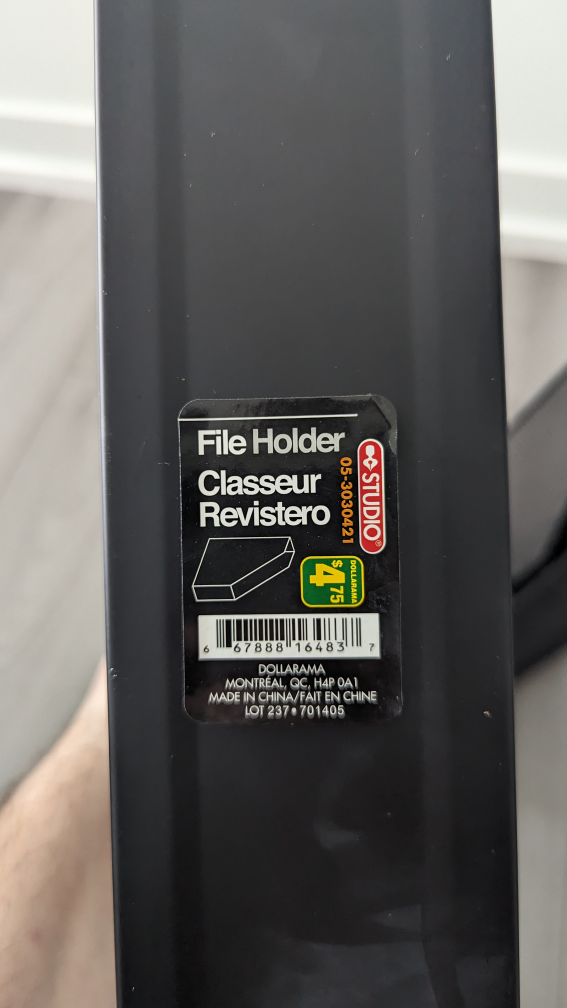 File Holder
Classeur
Revistero
05-3030421
STUDIO®
$4.75
DOLLARAMA
6 67888 16483 7
DOLLARAMA
MONTRÉAL, QC, H4P 0A1
MADE IN CHINA/FAIT EN CHINE
LOT 237•701405